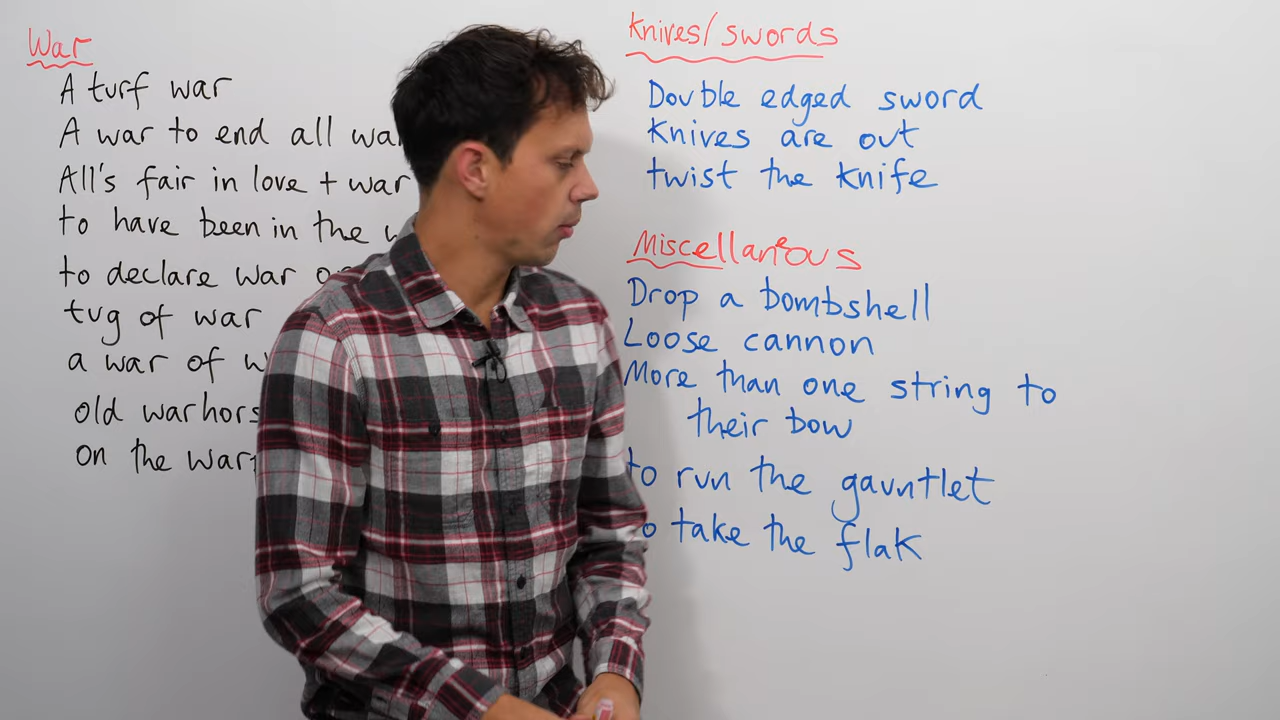 War
A turf war
A war to end all
All's fair in love + war
to have been in the
to declare war
tug of war
a war of
old
on the
Knives/swords
Double edged sword
Knives are out
twist the knife
Miscellaneous
Drop a bombshell
Loose cannon
More than one string to
their bow
to run the gauntlet
to take the flak